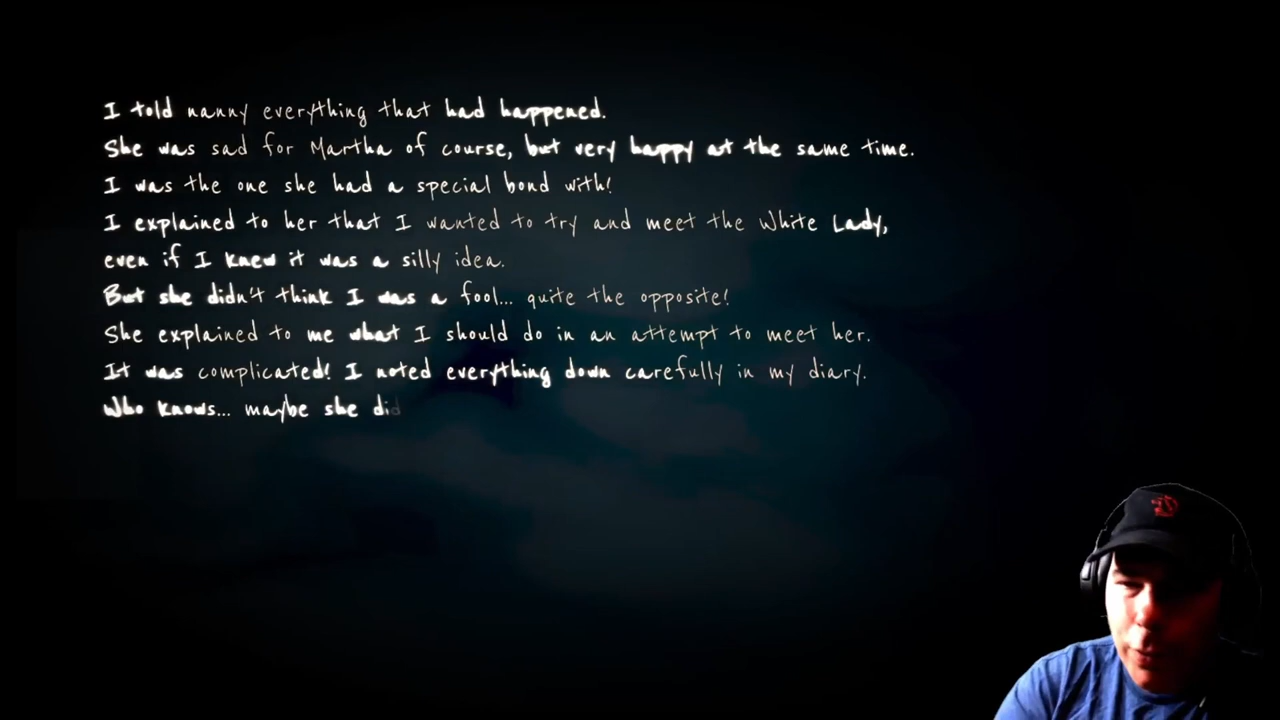 I told nanny everything that had happened.
She was sad for Martha of course, but very happy at the same time.
I was the one she had a special bond with!
I explained to her that I wanted to try and meet the White Lady,
even if I knew it was a silly idea.
But she didn't think I was a fool... quite the opposite!
She explained to me what I should do in an attempt to meet her.
It was complicated! I noted everything down carefully in my diary.
Who knows... maybe she did